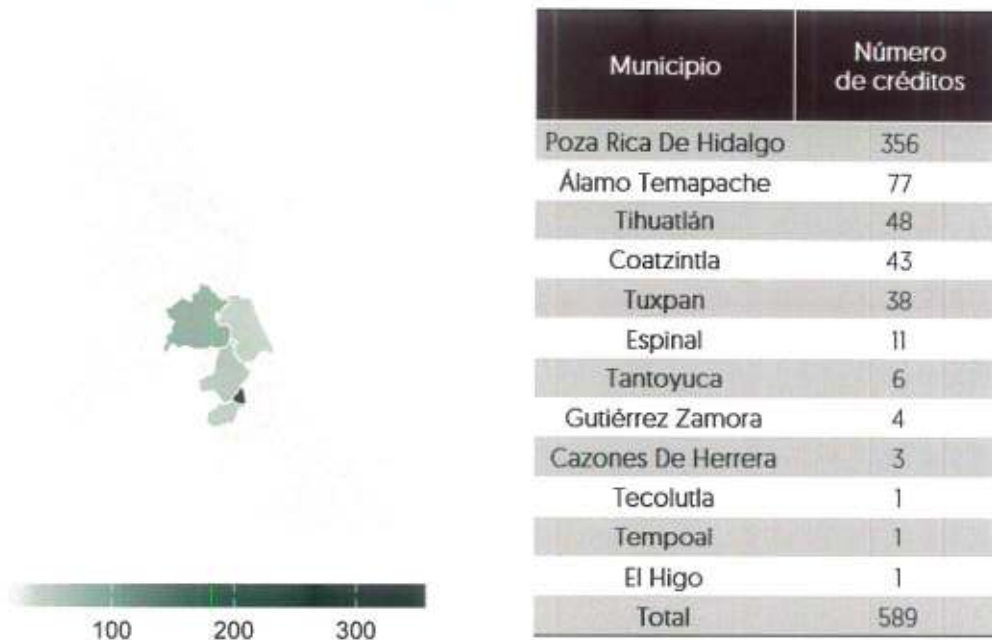 Municipio Número de créditos
Poza Rica De Hidalgo 356
Álamo Temapache 77
Tihuatlán 48
Coatzintla 43
Tuxpan 38
Espinal 11
Tantoyuca 6
Gutiérrez Zamora 4
Cazones De Herrera 3
Tecolutla 1
Tempoal 1
El Higo 1
Total 589
100 200 300